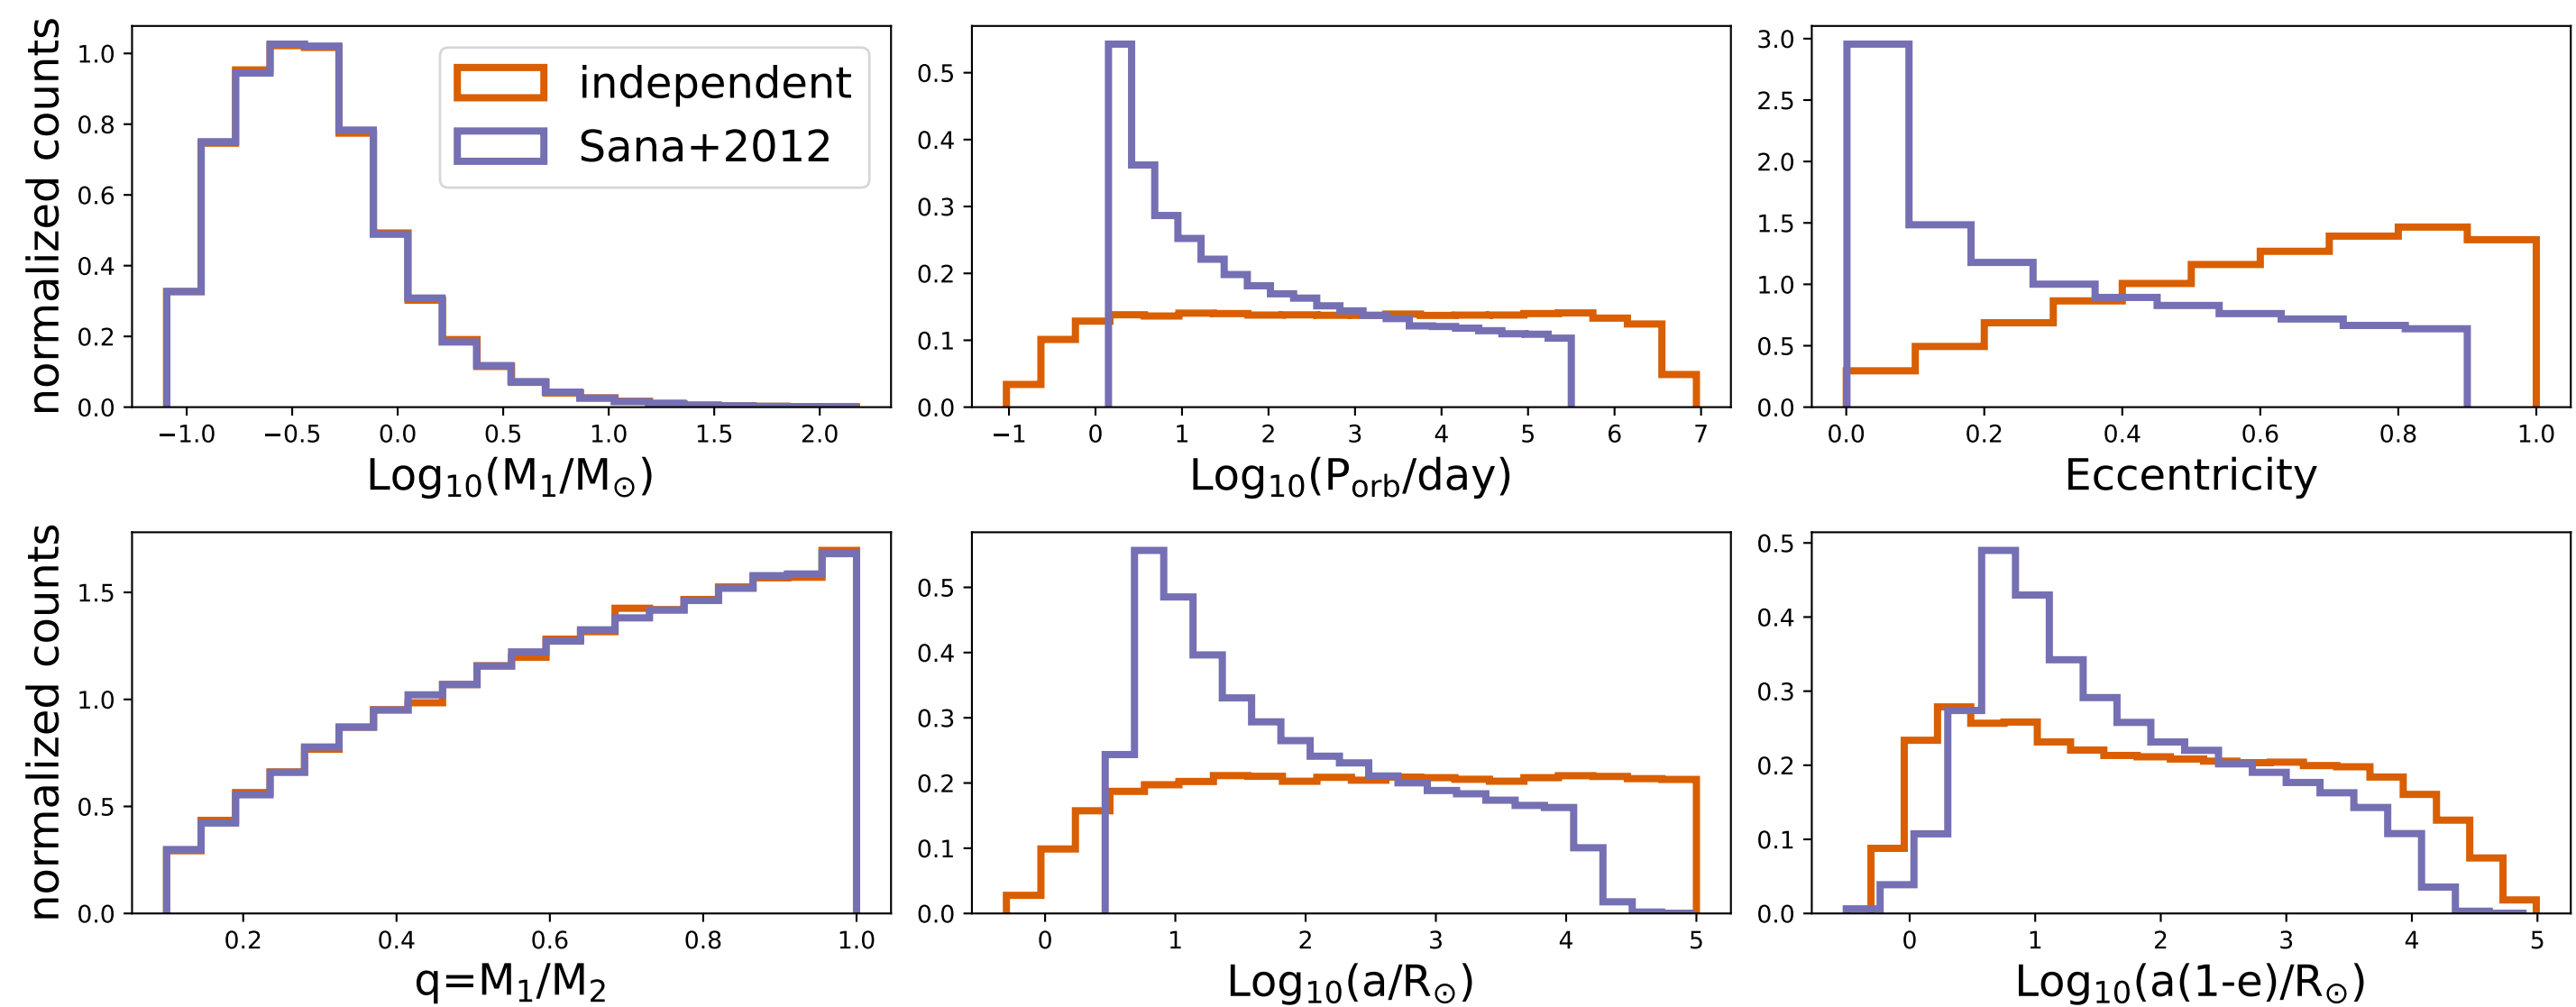 normalized counts
1.0
0.8
0.6
0.4
0.2
0.0
−1.0 −0.5 0.0 0.5 1.0 1.5 2.0
Log₁₀(M₁/M⊙)
independent
Sana+2012
0.5
0.4
0.3
0.2
0.1
0.0
−1 0 1 2 3 4 5 6 7
Log₁₀(Pₒᵣb/day)
3.0
2.5
2.0
1.5
1.0
0.5
0.0
0.0 0.2 0.4 0.6 0.8 1.0
Eccentricity
normalized counts
1.5
1.0
0.5
0.0
0.2 0.4 0.6 0.8 1.0
q=M₁/M₂
0.5
0.4
0.3
0.2
0.1
0.0
0 1 2 3 4 5
Log₁₀(a/R⊙)
0.5
0.4
0.3
0.2
0.1
0.0
0 1 2 3 4 5
Log₁₀(a(1-e)/R⊙)